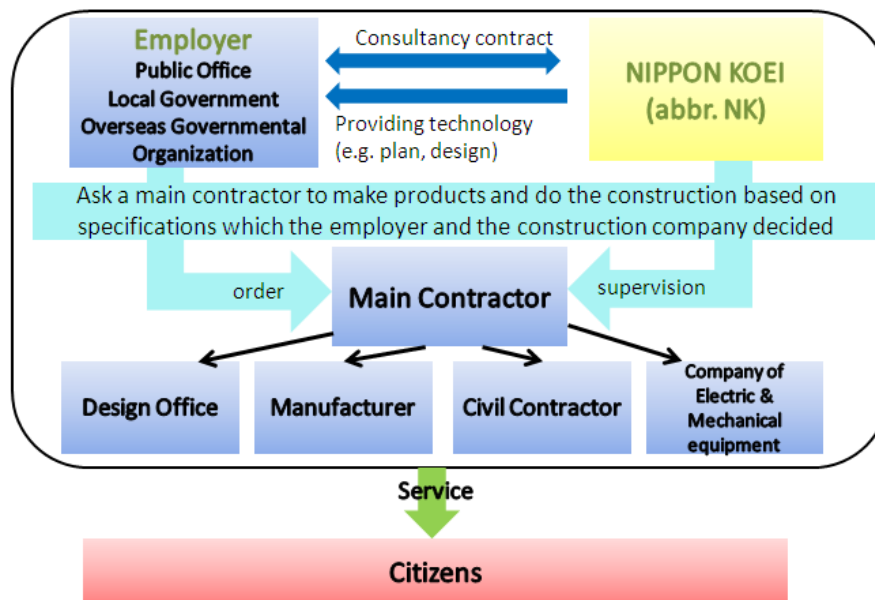 Employer
Public Office
Local Government
Overseas Governmental
Organization
Consultancy contract
Providing technology
(e.g. plan, design)
NIPPON KOEI
(abbr. NK)
Ask a main contractor to make products and do the construction based on
specifications which the employer and the construction company decided
order
Main Contractor
supervision
Design Office
Manufacturer
Civil Contractor
Company of
Electric &
Mechanical
equipment
Service
Citizens